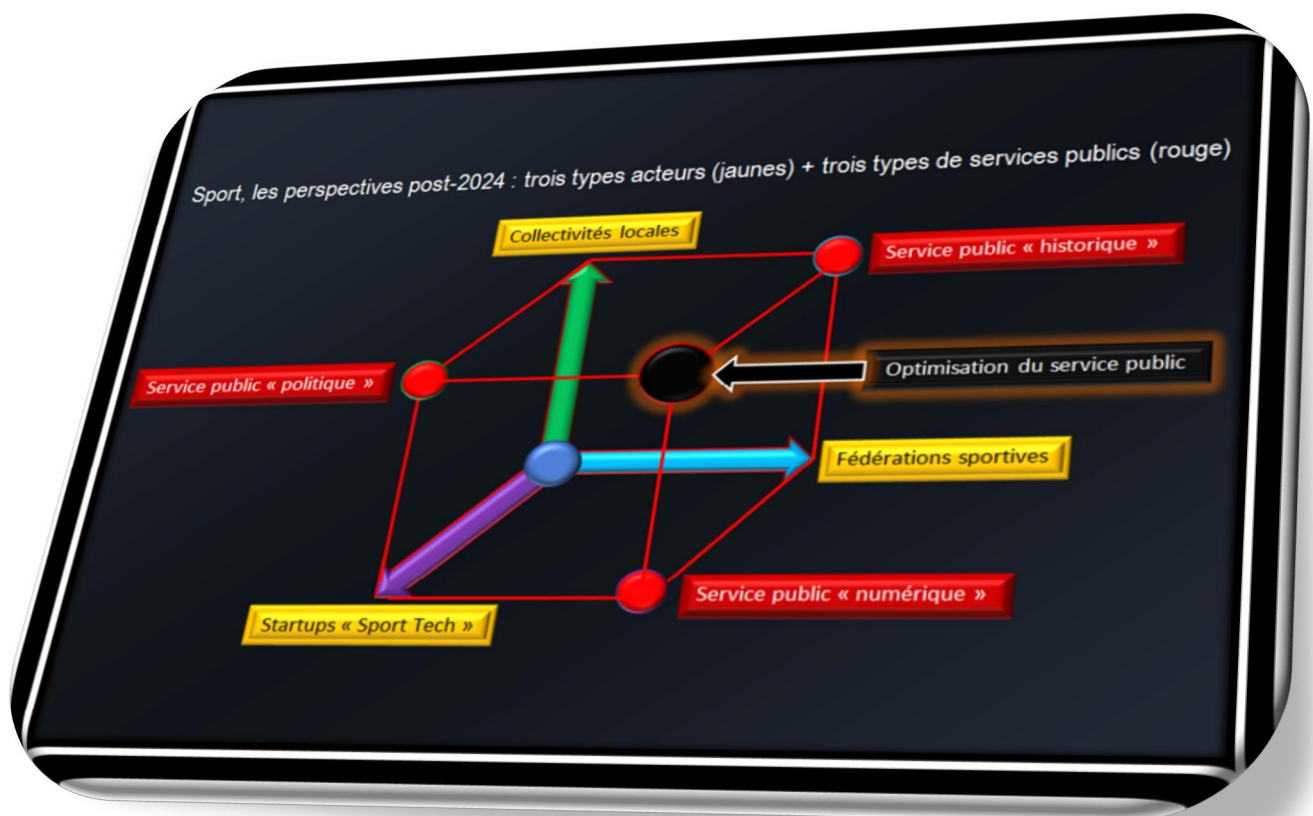 Sport, les perspectives post-2024 : trois types acteurs (jaunes) + trois types de services publics (rouge)
Collectivités locales
Service public « historique »
Optimisation du service public
Service public « politique »
Fédérations sportives
Service public « numérique »
Startups « Sport Tech »